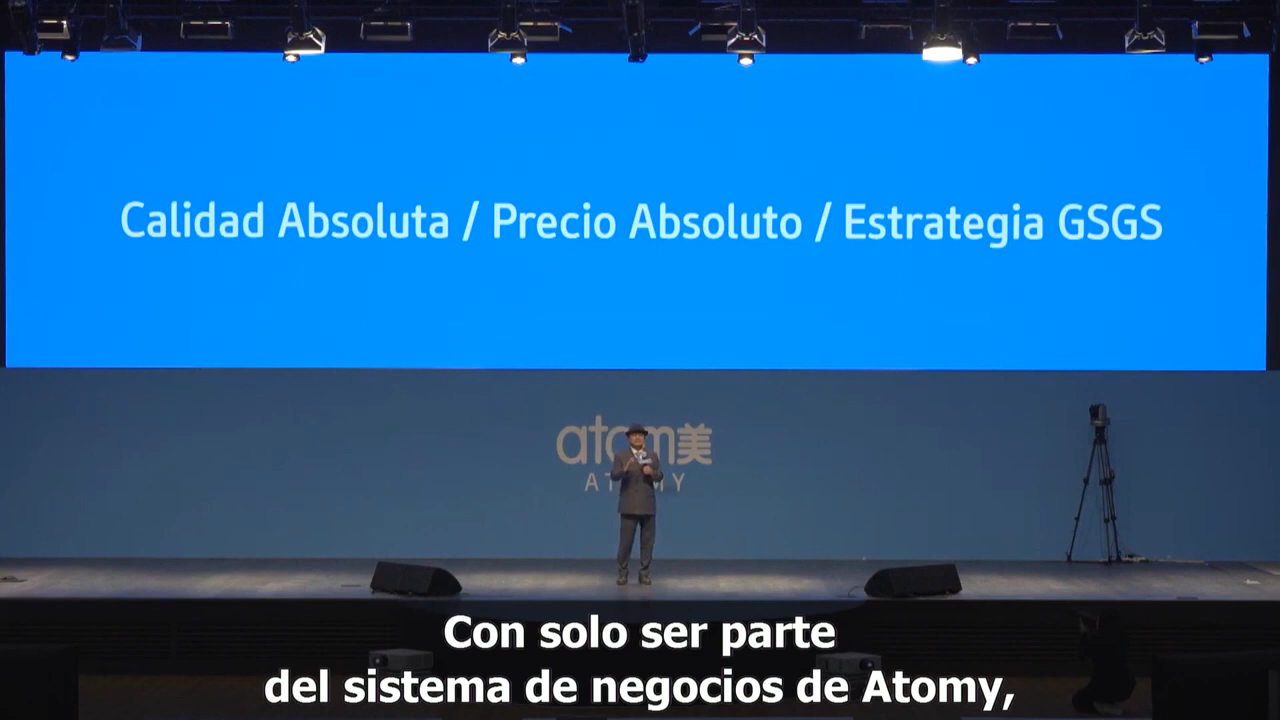 Calidad Absoluta / Precio Absoluto / Estrategia GSGS
atom美
ATOMY
Con solo ser parte
del sistema de negocios de Atomy,